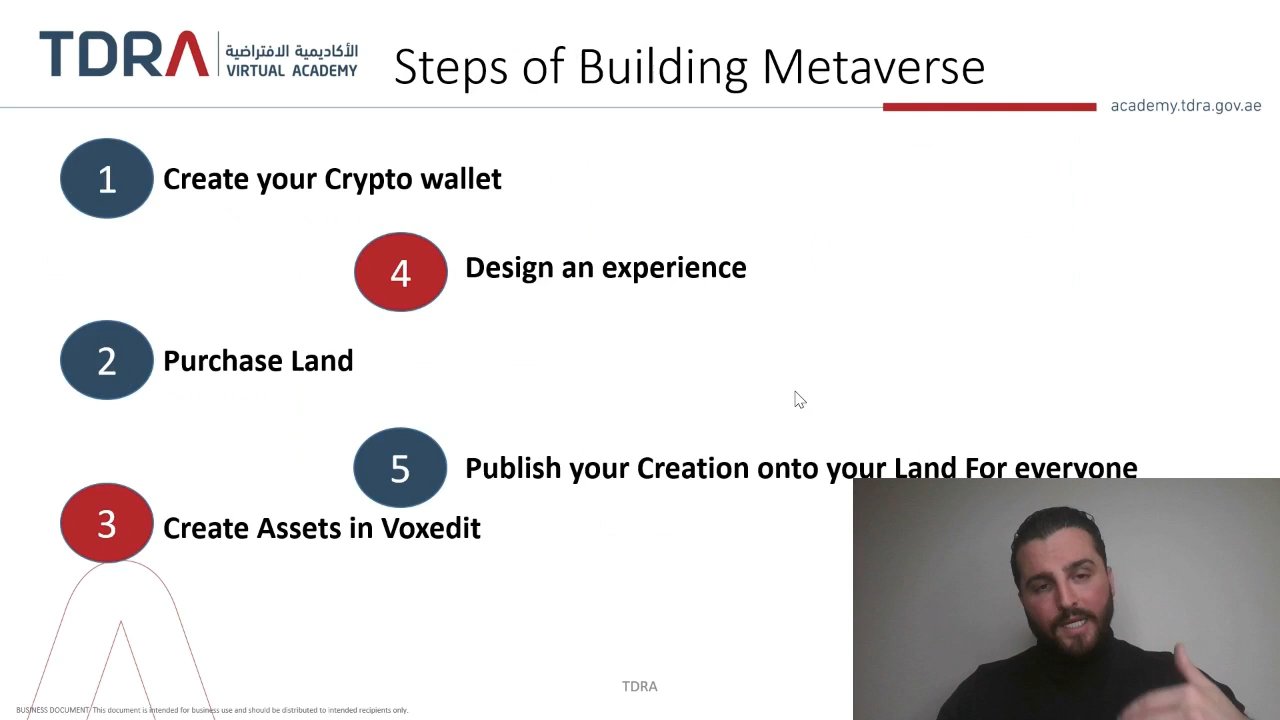 TDRA
الأكاديمية الافتراضية
VIRTUAL ACADEMY
Steps of Building Metaverse
academy.tdra.gov.ae
1 Create your Crypto wallet
4 Design an experience
2 Purchase Land
5 Publish your Creation onto your Land For everyone
3 Create Assets in Voxedit
TDRA
BUSINESS DOCUMENT: This document is intended for business use and should be distributed to intended recipients only.